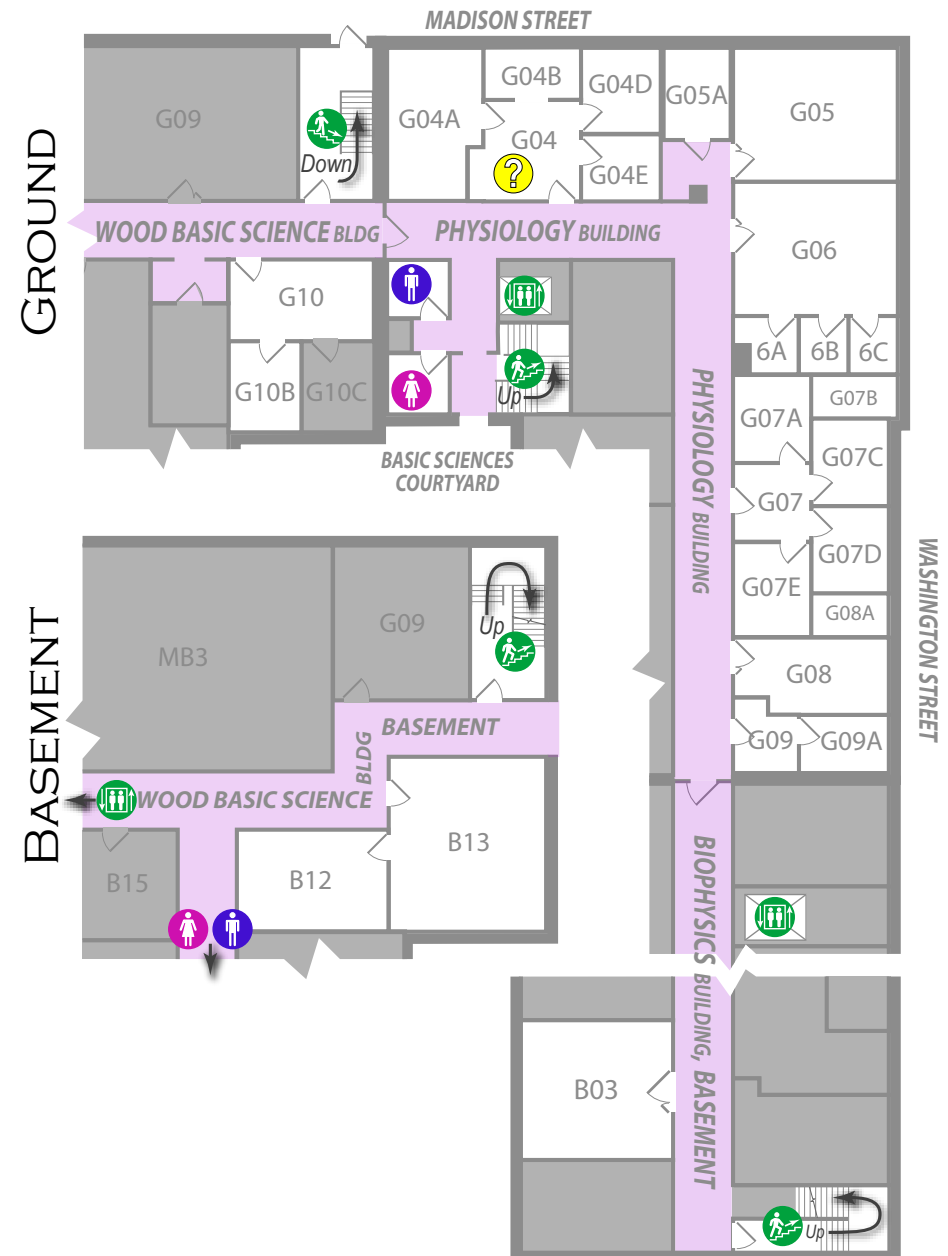 MADISON STREET
GROUND
G09
Down
G04A
G04B
G04
?
G04D
G04E
G05A
G05
WOOD BASIC SCIENCE BLDG
PHYSIOLOGY BUILDING
G06
6A
6B
6C
G10
G10B
G10C
Up
BASIC SCIENCES
COURTYARD
PHYSIOLOGY BUILDING
G07A
G07B
G07C
G07
G07D
G07E
G08A
G08
G09
G09A
WASHINGTON STREET
BASEMENT
MB3
G09
Up
BASEMENT
BLDG
WOOD BASIC SCIENCE
B15
B12
B13
BIOPHYSICS BUILDING, BASEMENT
B03
Up